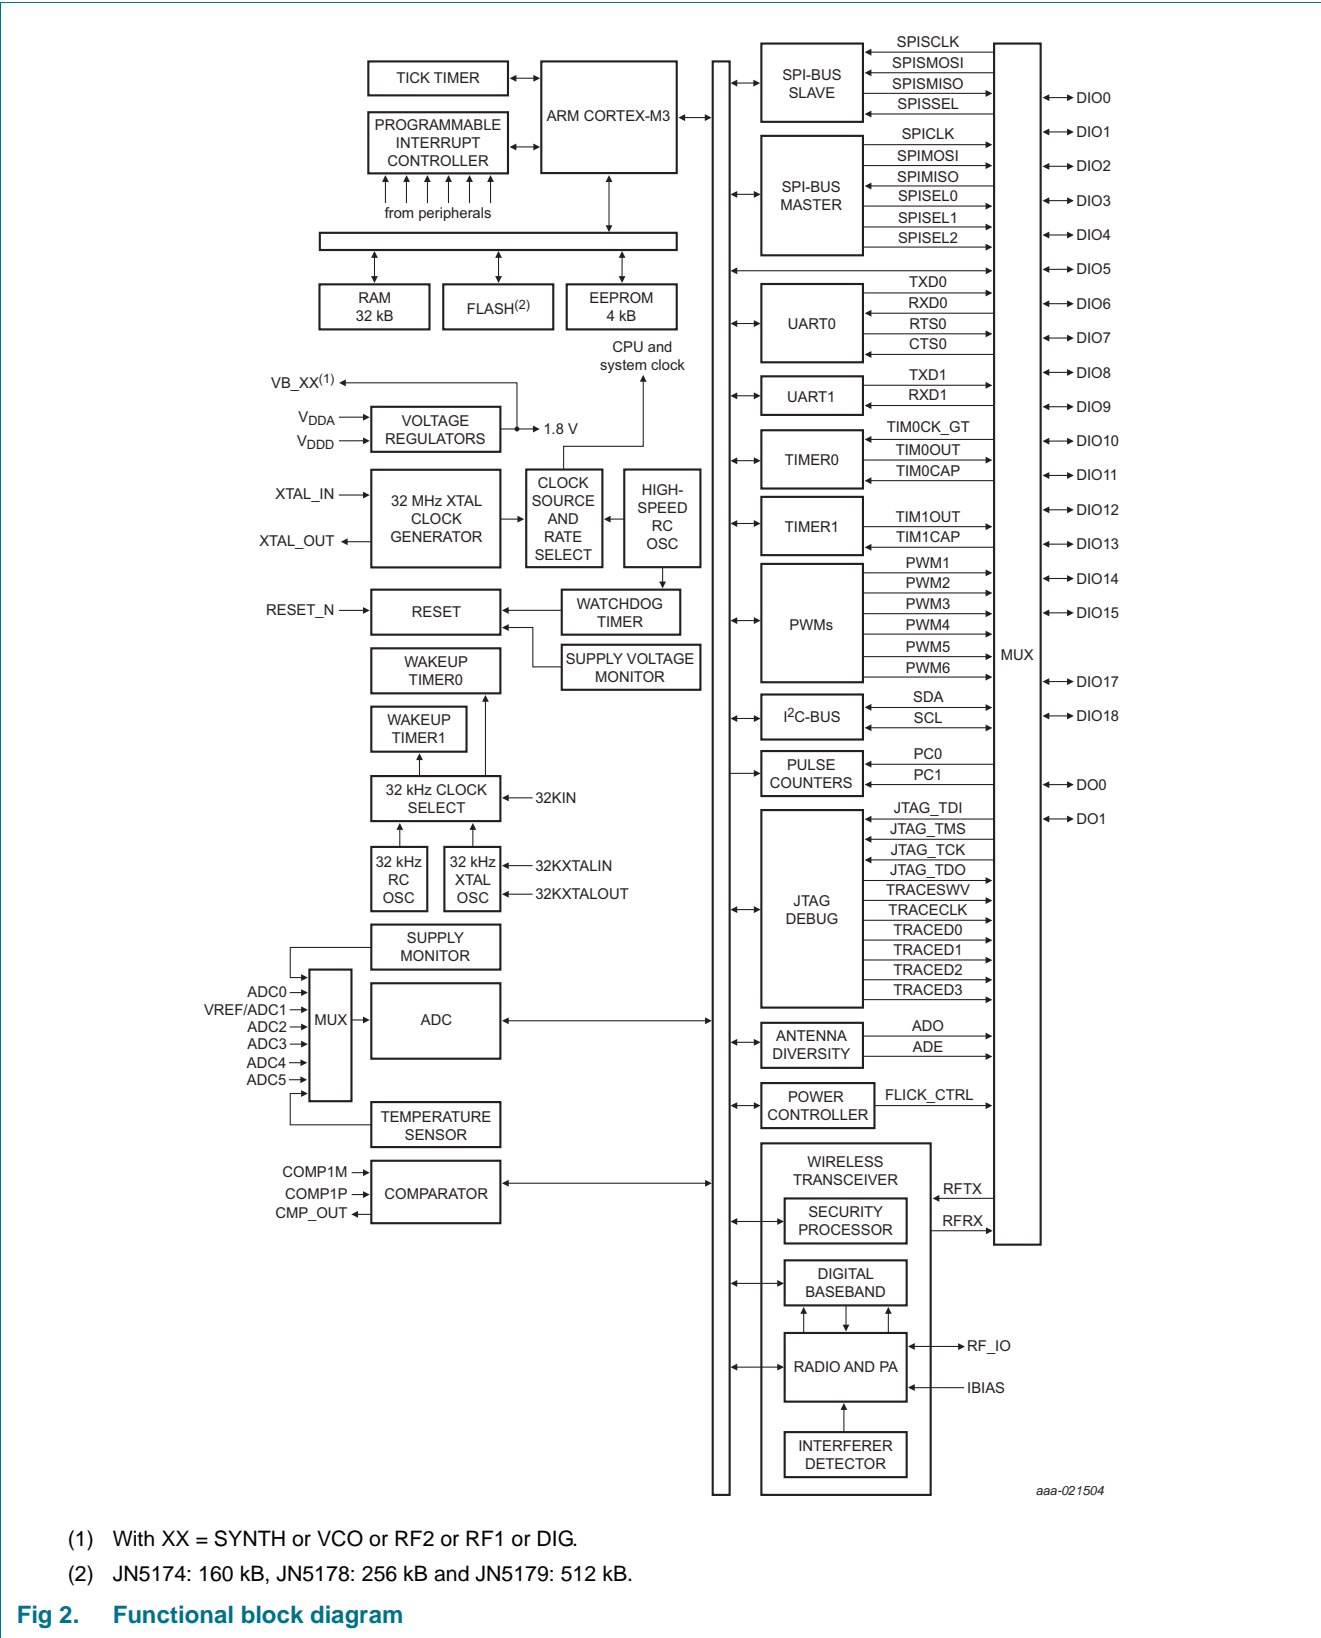 TICK TIMER
PROGRAMMABLE
INTERRUPT
CONTROLLER
from peripherals
ARM CORTEX-M3
RAM
32 kB
FLASH(2)
EEPROM
4 kB
CPU and
system clock
VB_XX(1)
VDDA
VDDD
VOLTAGE
REGULATORS
1.8 V
XTAL_IN
XTAL_OUT
32 MHz XTAL
CLOCK
GENERATOR
CLOCK
SOURCE
AND
RATE
SELECT
HIGH-
SPEED
RC
OSC
RESET_N
RESET
WATCHDOG
TIMER
SUPPLY VOLTAGE
MONITOR
WAKEUP
TIMER0
WAKEUP
TIMER1
32 kHz CLOCK
SELECT
32KIN
32 kHz
RC
OSC
32 kHz
XTAL
OSC
32KXTALIN
32KXTALOUT
SUPPLY
MONITOR
ADC0
VREF/ADC1
ADC2
ADC3
ADC4
ADC5
MUX
ADC
TEMPERATURE
SENSOR
COMP1M
COMP1P
CMP_OUT
COMPARATOR
SPI-BUS
SLAVE
SPISCLK
SPISMOSI
SPISMISO
SPISSEL
SPI-BUS
MASTER
SPICLK
SPIMOSI
SPIMISO
SPISEL0
SPISEL1
SPISEL2
UART0
TXD0
RXD0
RTS0
CTS0
UART1
TXD1
RXD1
TIMER0
TIM0CK_GT
TIM0OUT
TIM0CAP
TIMER1
TIM1OUT
TIM1CAP
PWMs
PWM1
PWM2
PWM3
PWM4
PWM5
PWM6
I2C-BUS
SDA
SCL
PULSE
COUNTERS
PC0
PC1
JTAG
DEBUG
JTAG_TDI
JTAG_TMS
JTAG_TCK
JTAG_TDO
TRACESWV
TRACECLK
TRACED0
TRACED1
TRACED2
TRACED3
ANTENNA
DIVERSITY
ADO
ADE
POWER
CONTROLLER
FLICK_CTRL
WIRELESS
TRANSCEIVER
SECURITY
PROCESSOR
RFTX
RFRX
DIGITAL
BASEBAND
RADIO AND PA
RF_IO
IBIAS
INTERFERER
DETECTOR
MUX
DIO0
DIO1
DIO2
DIO3
DIO4
DIO5
DIO6
DIO7
DIO8
DIO9
DIO10
DIO11
DIO12
DIO13
DIO14
DIO15
DIO17
DIO18
DO0
DO1
aaa-021504
(1) With XX = SYNTH or VCO or RF2 or RF1 or DIG.
(2) JN5174: 160 kB, JN5178: 256 kB and JN5179: 512 kB.
Fig 2. Functional block diagram